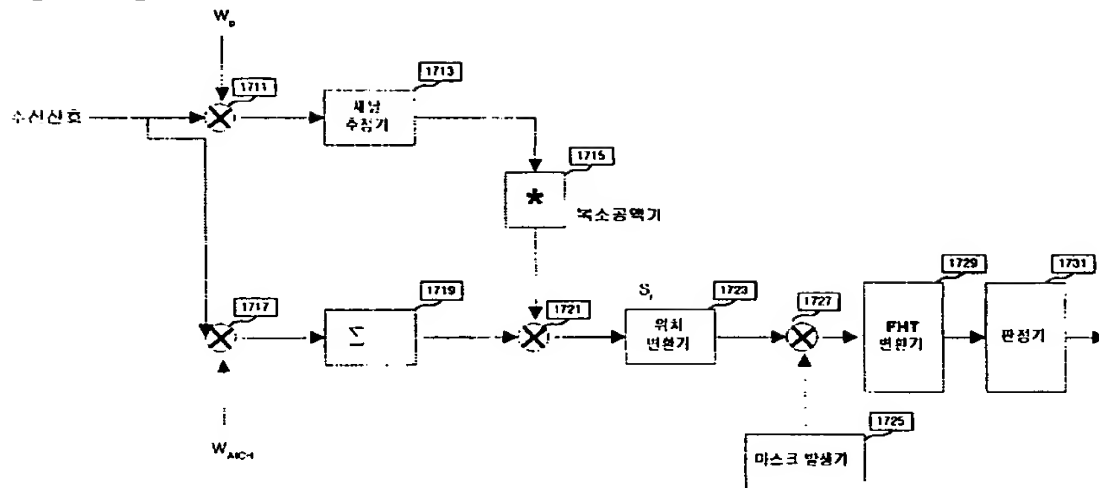 W_p
1711
1713
채널
추정기
수신신호
1715
*
복소공액기
1717
1719
Σ
1721
S_i
1723
위치
변환기
1727
1729
FHT
변환기
1731
판정기
W_AICH
1725
마스크 발생기